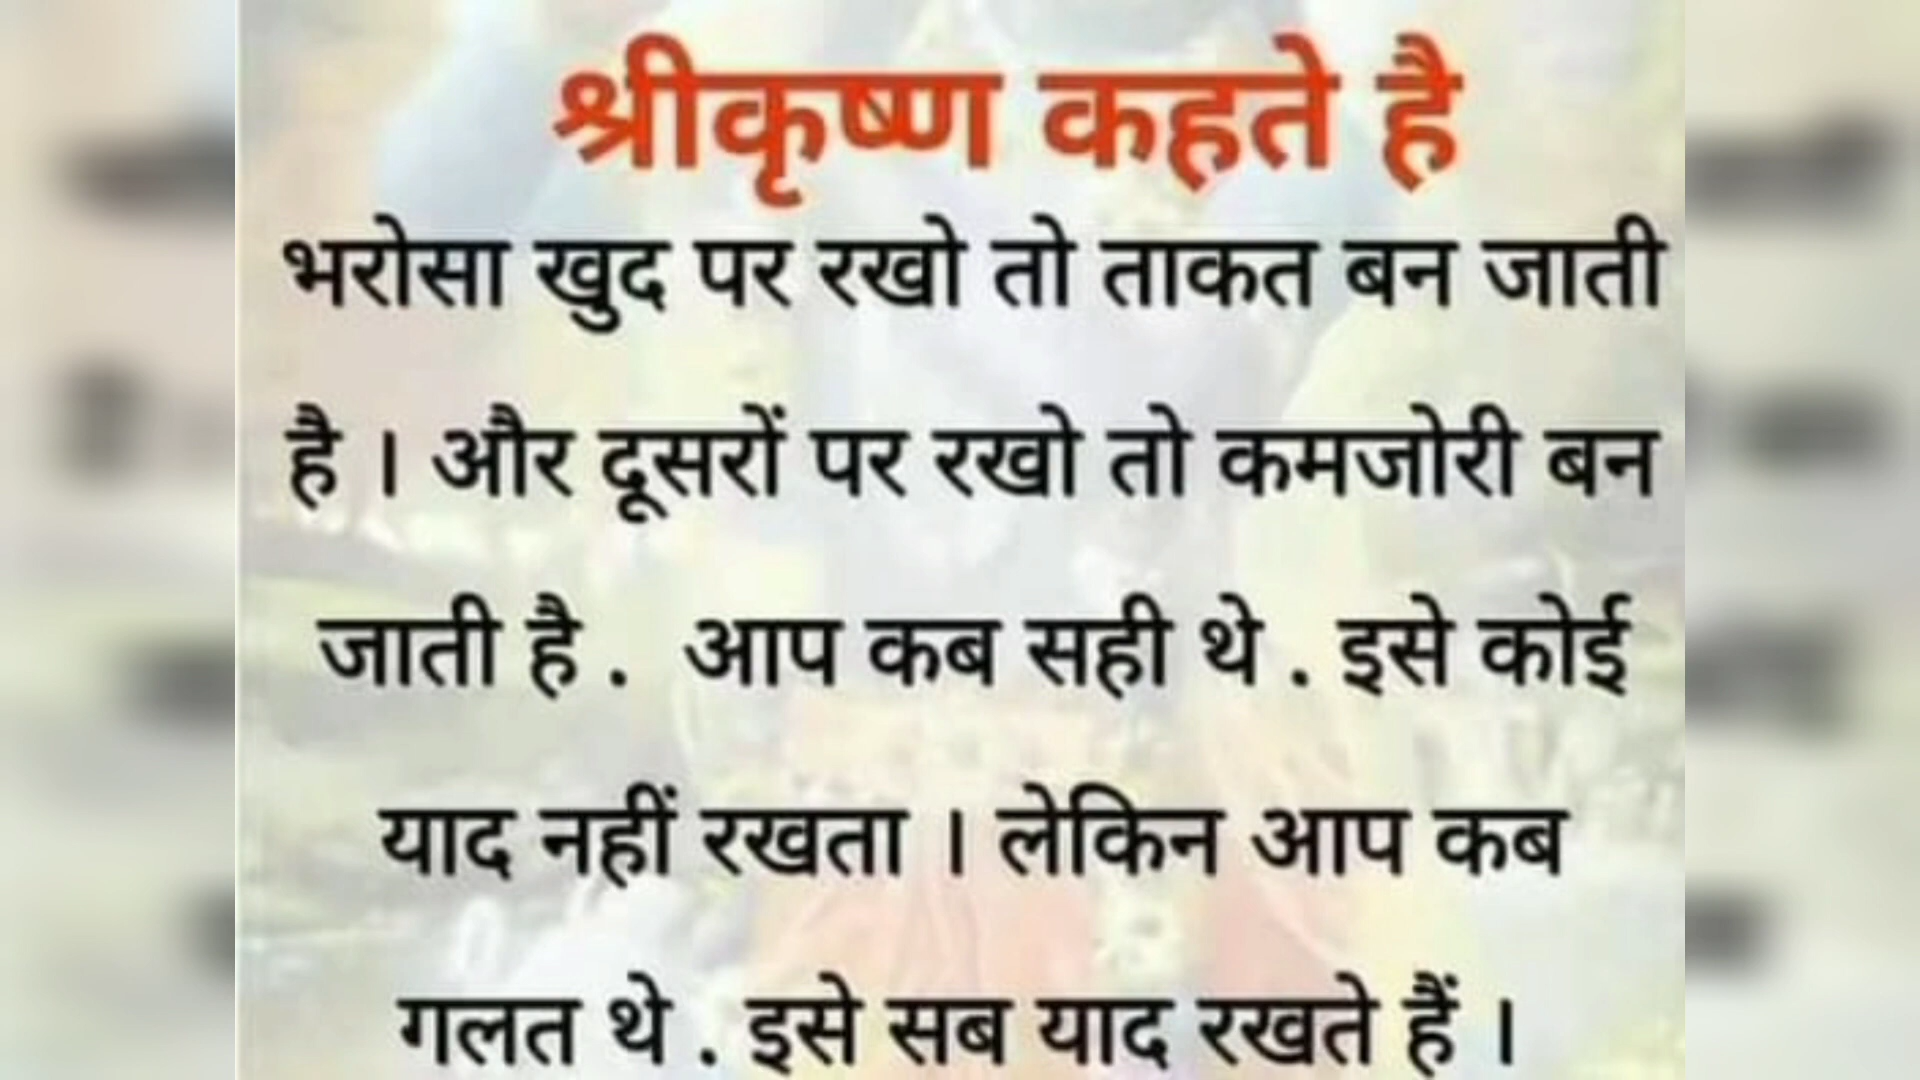 श्रीकृष्ण कहते है
भरोसा खुद पर रखो तो ताकत बन जाती
है । और दूसरों पर रखो तो कमजोरी बन
जाती है . आप कब सही थे . इसे कोई
याद नहीं रखता । लेकिन आप कब
गलत थे . इसे सब याद रखते हैं ।